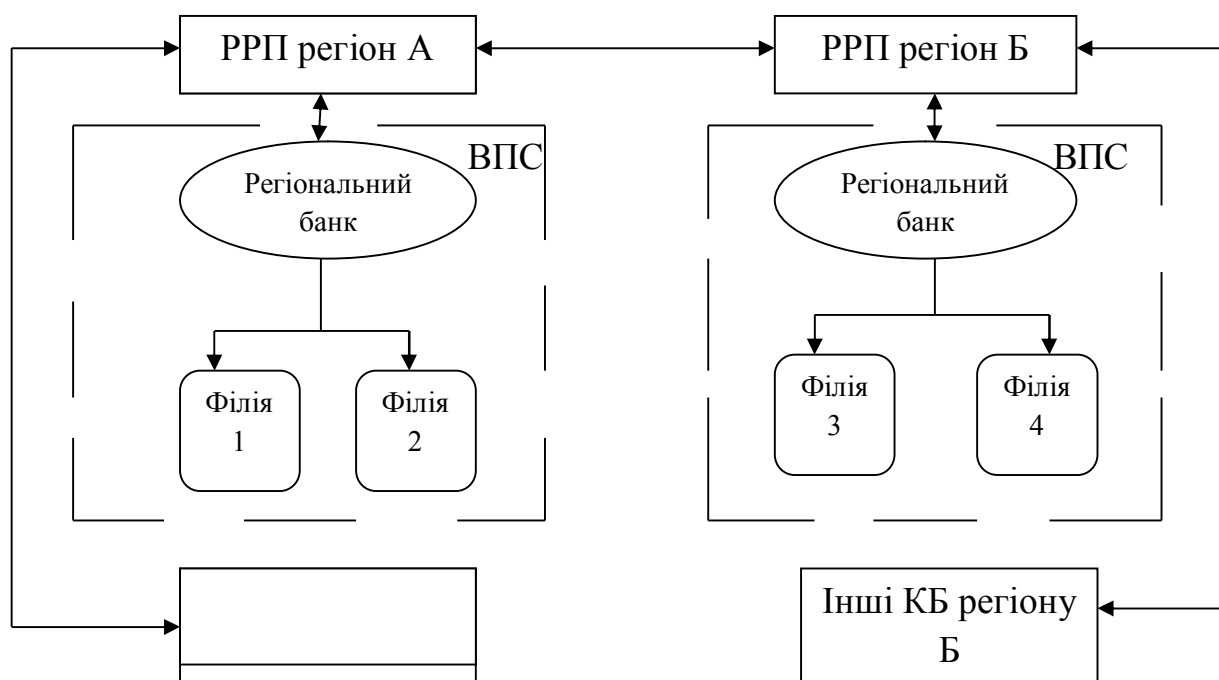 РРП регіон А
РРП регіон Б
ВПС
Регіональний
банк
ВПС
Регіональний
банк
Філія
1
Філія
2
Філія
3
Філія
4
Інші КБ регіону
Б